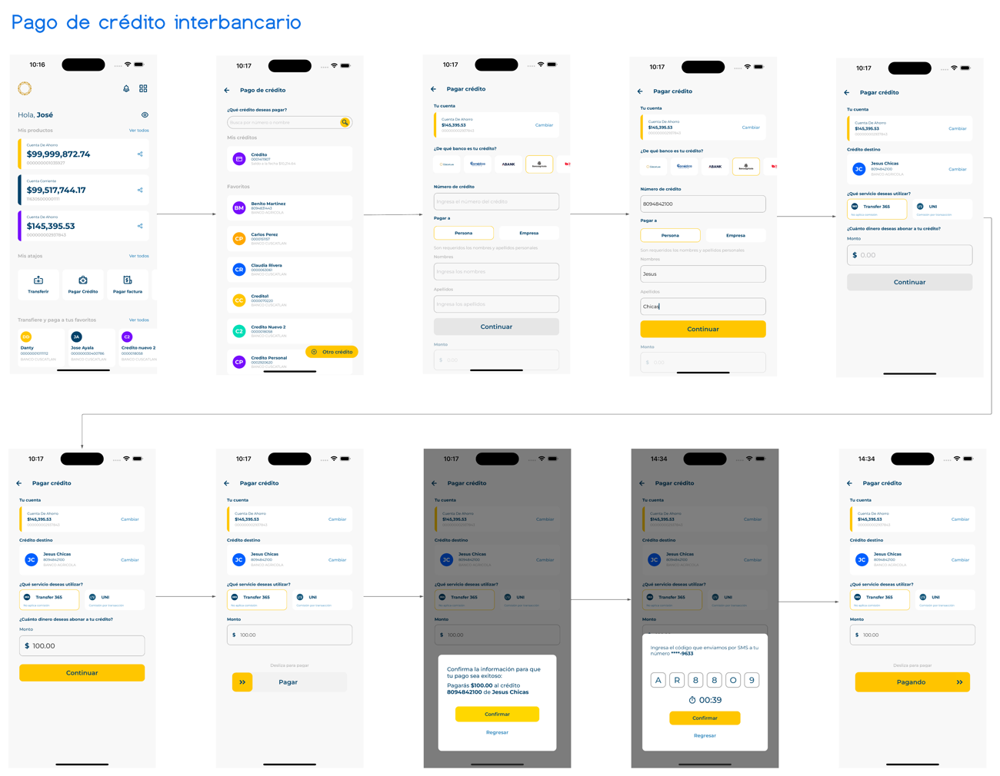 Pago de crédito interbancario
10:16
Hola, José
Mis productos
Ver todos
Cuenta De Ahorro
$99,999,872.74
Cuenta Corriente
$99,517,744.17
Cuenta De Ahorro
$145,395.53
000000002937843
Mis atajos
Ver todos
Transferir
Pagar Crédito
Pagar factura
Transfiere y paga a tus favoritos
Ver todos
DD
Danty
BANCO CUSCATLAN
JA
Jose Ayala
BANCO CUSCATLAN
C2
Credito nuevo 2
0000018058
BANCO CUSCATLAN
10:17
Pago de crédito
¿Qué crédito deseas pagar?
Busca por número o nombre
Mis créditos
Crédito
Favoritos
BM
Benito Martinez
8094831443
BANCO AGRICOLA
CP
Carlos Perez
BANCO CUSCATLAN
CR
Claudia Rivera
0000063061
BANCO CUSCATLAN
CC
Credito1
0000070220
BANCO CUSCATLAN
C2
Credito Nuevo 2
0000018058
BANCO CUSCATLAN
CP
Credito Personal
0002920620
BANCO CUSCATLAN
Otro crédito
10:17
Pagar crédito
Tu cuenta
Cuenta De Ahorro
$145,395.53
000000002937843
Cambiar
¿De qué banco es tu crédito?
ABANK
Número de crédito
Ingresa el número del crédito
Pagar a
Persona
Empresa
Son requeridos los nombres y apellidos personales
Nombres
Ingresa los nombres
Apellidos
Ingresa los apellidos
Continuar
Monto
$ 0.00
10:17
Pagar crédito
Tu cuenta
Cuenta De Ahorro
$145,395.53
000000002937843
Cambiar
¿De qué banco es tu crédito?
ABANK
Número de crédito
8094842100
Pagar a
Persona
Empresa
Son requeridos los nombres y apellidos personales
Nombres
Jesus
Apellidos
Chicas
Continuar
Monto
$ 0.00
10:17
Pagar crédito
Tu cuenta
Cuenta De Ahorro
$145,395.53
000000002937843
Cambiar
Crédito destino
JC
Jesus Chicas
8094842100
BANCO AGRICOLA
Cambiar
¿Qué servicio deseas utilizar?
Transfer 365
No aplica comisión
UNI
Comisión por transacción
¿Cuánto dinero deseas abonar a tu crédito?
Monto
$ 0.00
Continuar
10:17
Pagar crédito
Tu cuenta
Cuenta De Ahorro
$145,395.53
000000002937843
Cambiar
Crédito destino
JC
Jesus Chicas
8094842100
BANCO AGRICOLA
Cambiar
¿Qué servicio deseas utilizar?
Transfer 365
No aplica comisión
UNI
Comisión por transacción
¿Cuánto dinero deseas abonar a tu crédito?
Monto
$ 100.00
Continuar
10:17
Pagar crédito
Tu cuenta
Cuenta De Ahorro
$145,395.53
000000002937843
Cambiar
Crédito destino
JC
Jesus Chicas
8094842100
BANCO AGRICOLA
Cambiar
¿Qué servicio deseas utilizar?
Transfer 365
No aplica comisión
UNI
Comisión por transacción
Monto
$ 100.00
Desliza para pagar
Pagar
10:17
Pagar crédito
Tu cuenta
Cuenta De Ahorro
$145,395.53
000000002937843
Cambiar
Crédito destino
JC
Jesus Chicas
8094842100
BANCO AGRICOLA
Cambiar
¿Qué servicio deseas utilizar?
Transfer 365
No aplica comisión
UNI
Comisión por transacción
Monto
$ 100.00
Confirma la información para que
tu pago sea exitoso:
Pagarás $100.00 al crédito
8094842100 de Jesus Chicas
Confirmar
Regresar
14:34
Pagar crédito
Tu cuenta
Cuenta De Ahorro
$145,395.53
000000002937843
Cambiar
Crédito destino
JC
Jesus Chicas
8094842100
BANCO AGRICOLA
Cambiar
¿Qué servicio deseas utilizar?
Transfer 365
No aplica comisión
UNI
Comisión por transacción
Monto
Ingresa el código que enviamos por SMS a tu
número ****-9633
A R 8 8 O 9
00:39
Confirmar
Regresar
14:34
Pagar crédito
Tu cuenta
Cuenta De Ahorro
$145,395.53
000000002937843
Cambiar
Crédito destino
JC
Jesus Chicas
8094842100
BANCO AGRICOLA
Cambiar
¿Qué servicio deseas utilizar?
Transfer 365
No aplica comisión
UNI
Comisión por transacción
Monto
$ 100.00
Desliza para pagar
Pagando